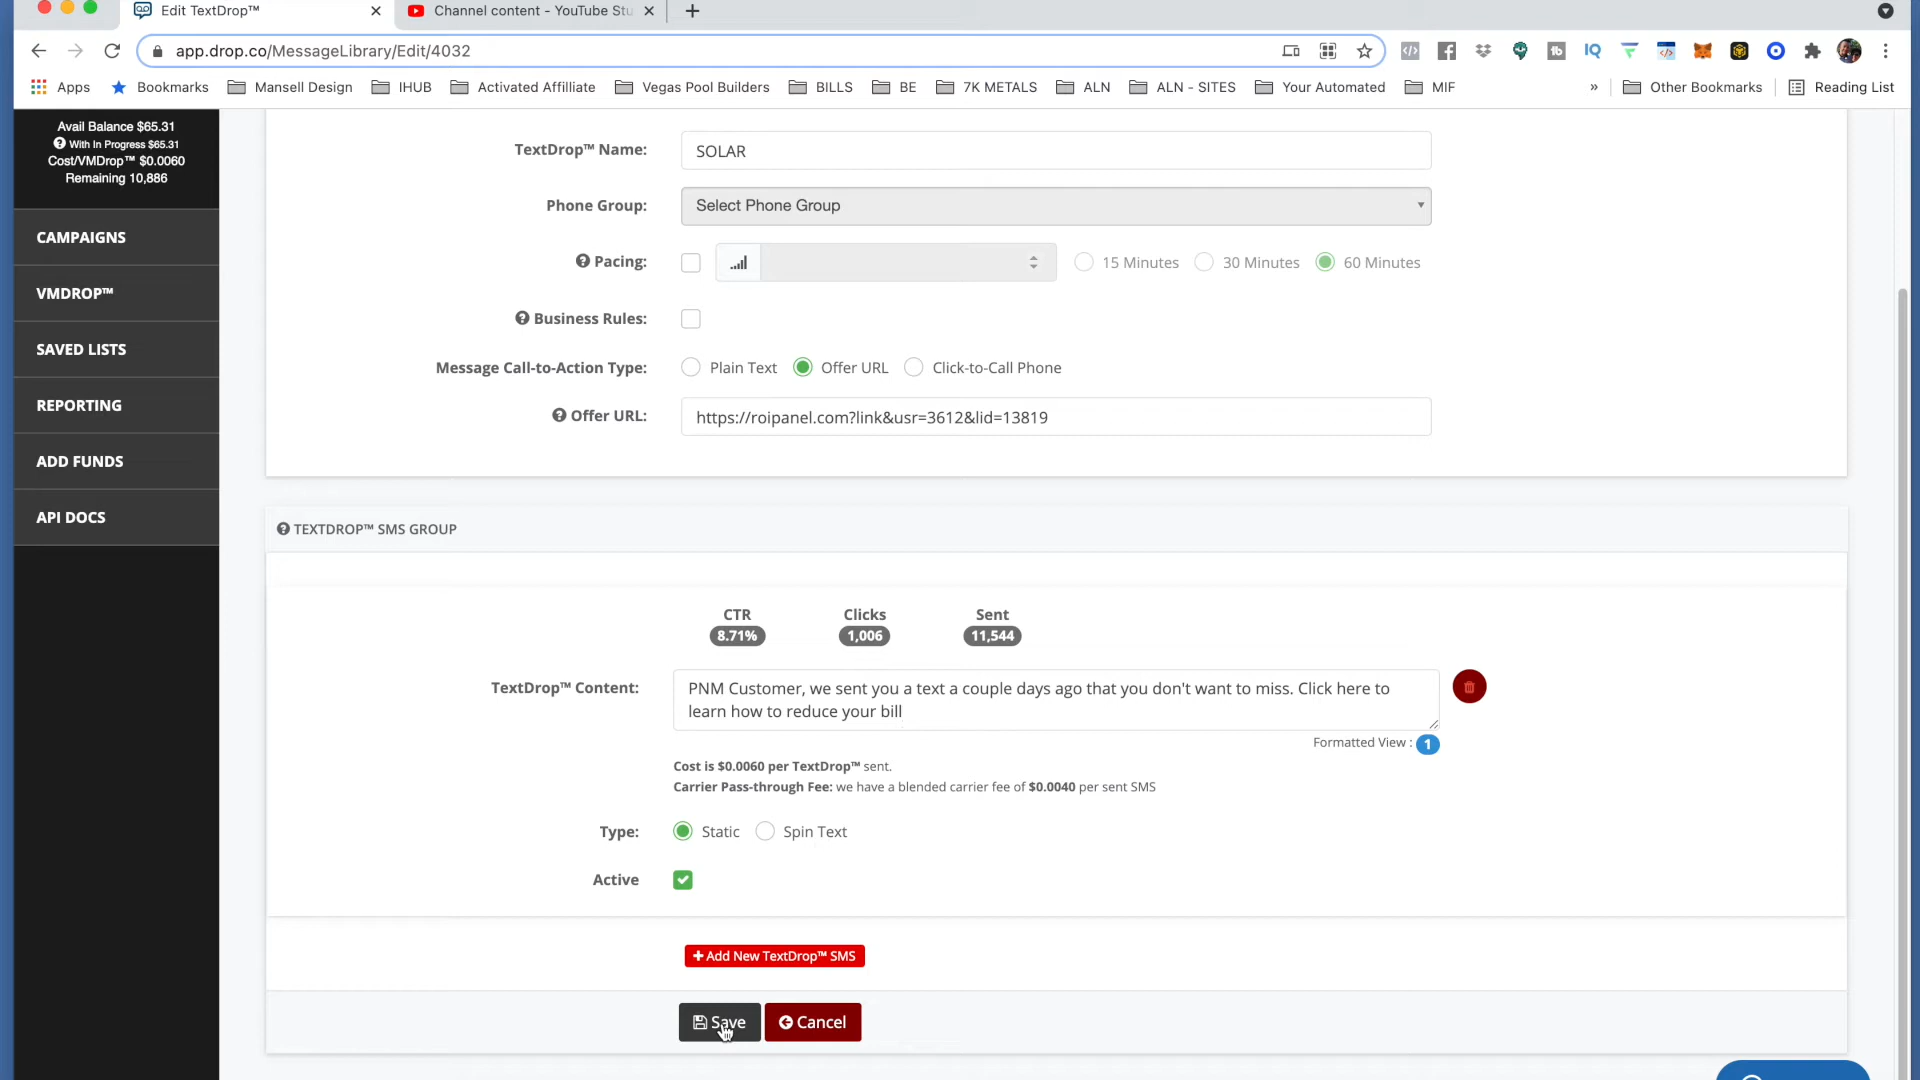 Edit TextDrop™
Channel content - YouTube Stu
app.drop.co/MessageLibrary/Edit/4032
Apps
Bookmarks
Mansell Design
IHUB
Activated Affilliate
Vegas Pool Builders
BILLS
BE
7K METALS
ALN
ALN - SITES
Your Automated
MIF
»
Other Bookmarks
Reading List
Avail Balance $65.31
With In Progress $65.31
Cost/VMDrop™ $0.0060
Remaining 10,886
CAMPAIGNS
VMDROP™
SAVED LISTS
REPORTING
ADD FUNDS
API DOCS
TextDrop™ Name: SOLAR
Phone Group: Select Phone Group
Pacing: 15 Minutes 30 Minutes 60 Minutes
Business Rules:
Message Call-to-Action Type: Plain Text Offer URL Click-to-Call Phone
Offer URL: https://roipanel.com?link&usr=3612&lid=13819
TEXTDROP™ SMS GROUP
CTR Clicks Sent
8.71% 1,006 11,544
TextDrop™ Content: PNM Customer, we sent you a text a couple days ago that you don't want to miss. Click here to
learn how to reduce your bill
Formatted View : 1
Cost is $0.0060 per TextDrop™ sent.
Carrier Pass-through Fee: we have a blended carrier fee of $0.0040 per sent SMS
Type: Static Spin Text
Active
+ Add New TextDrop™ SMS
Save Cancel